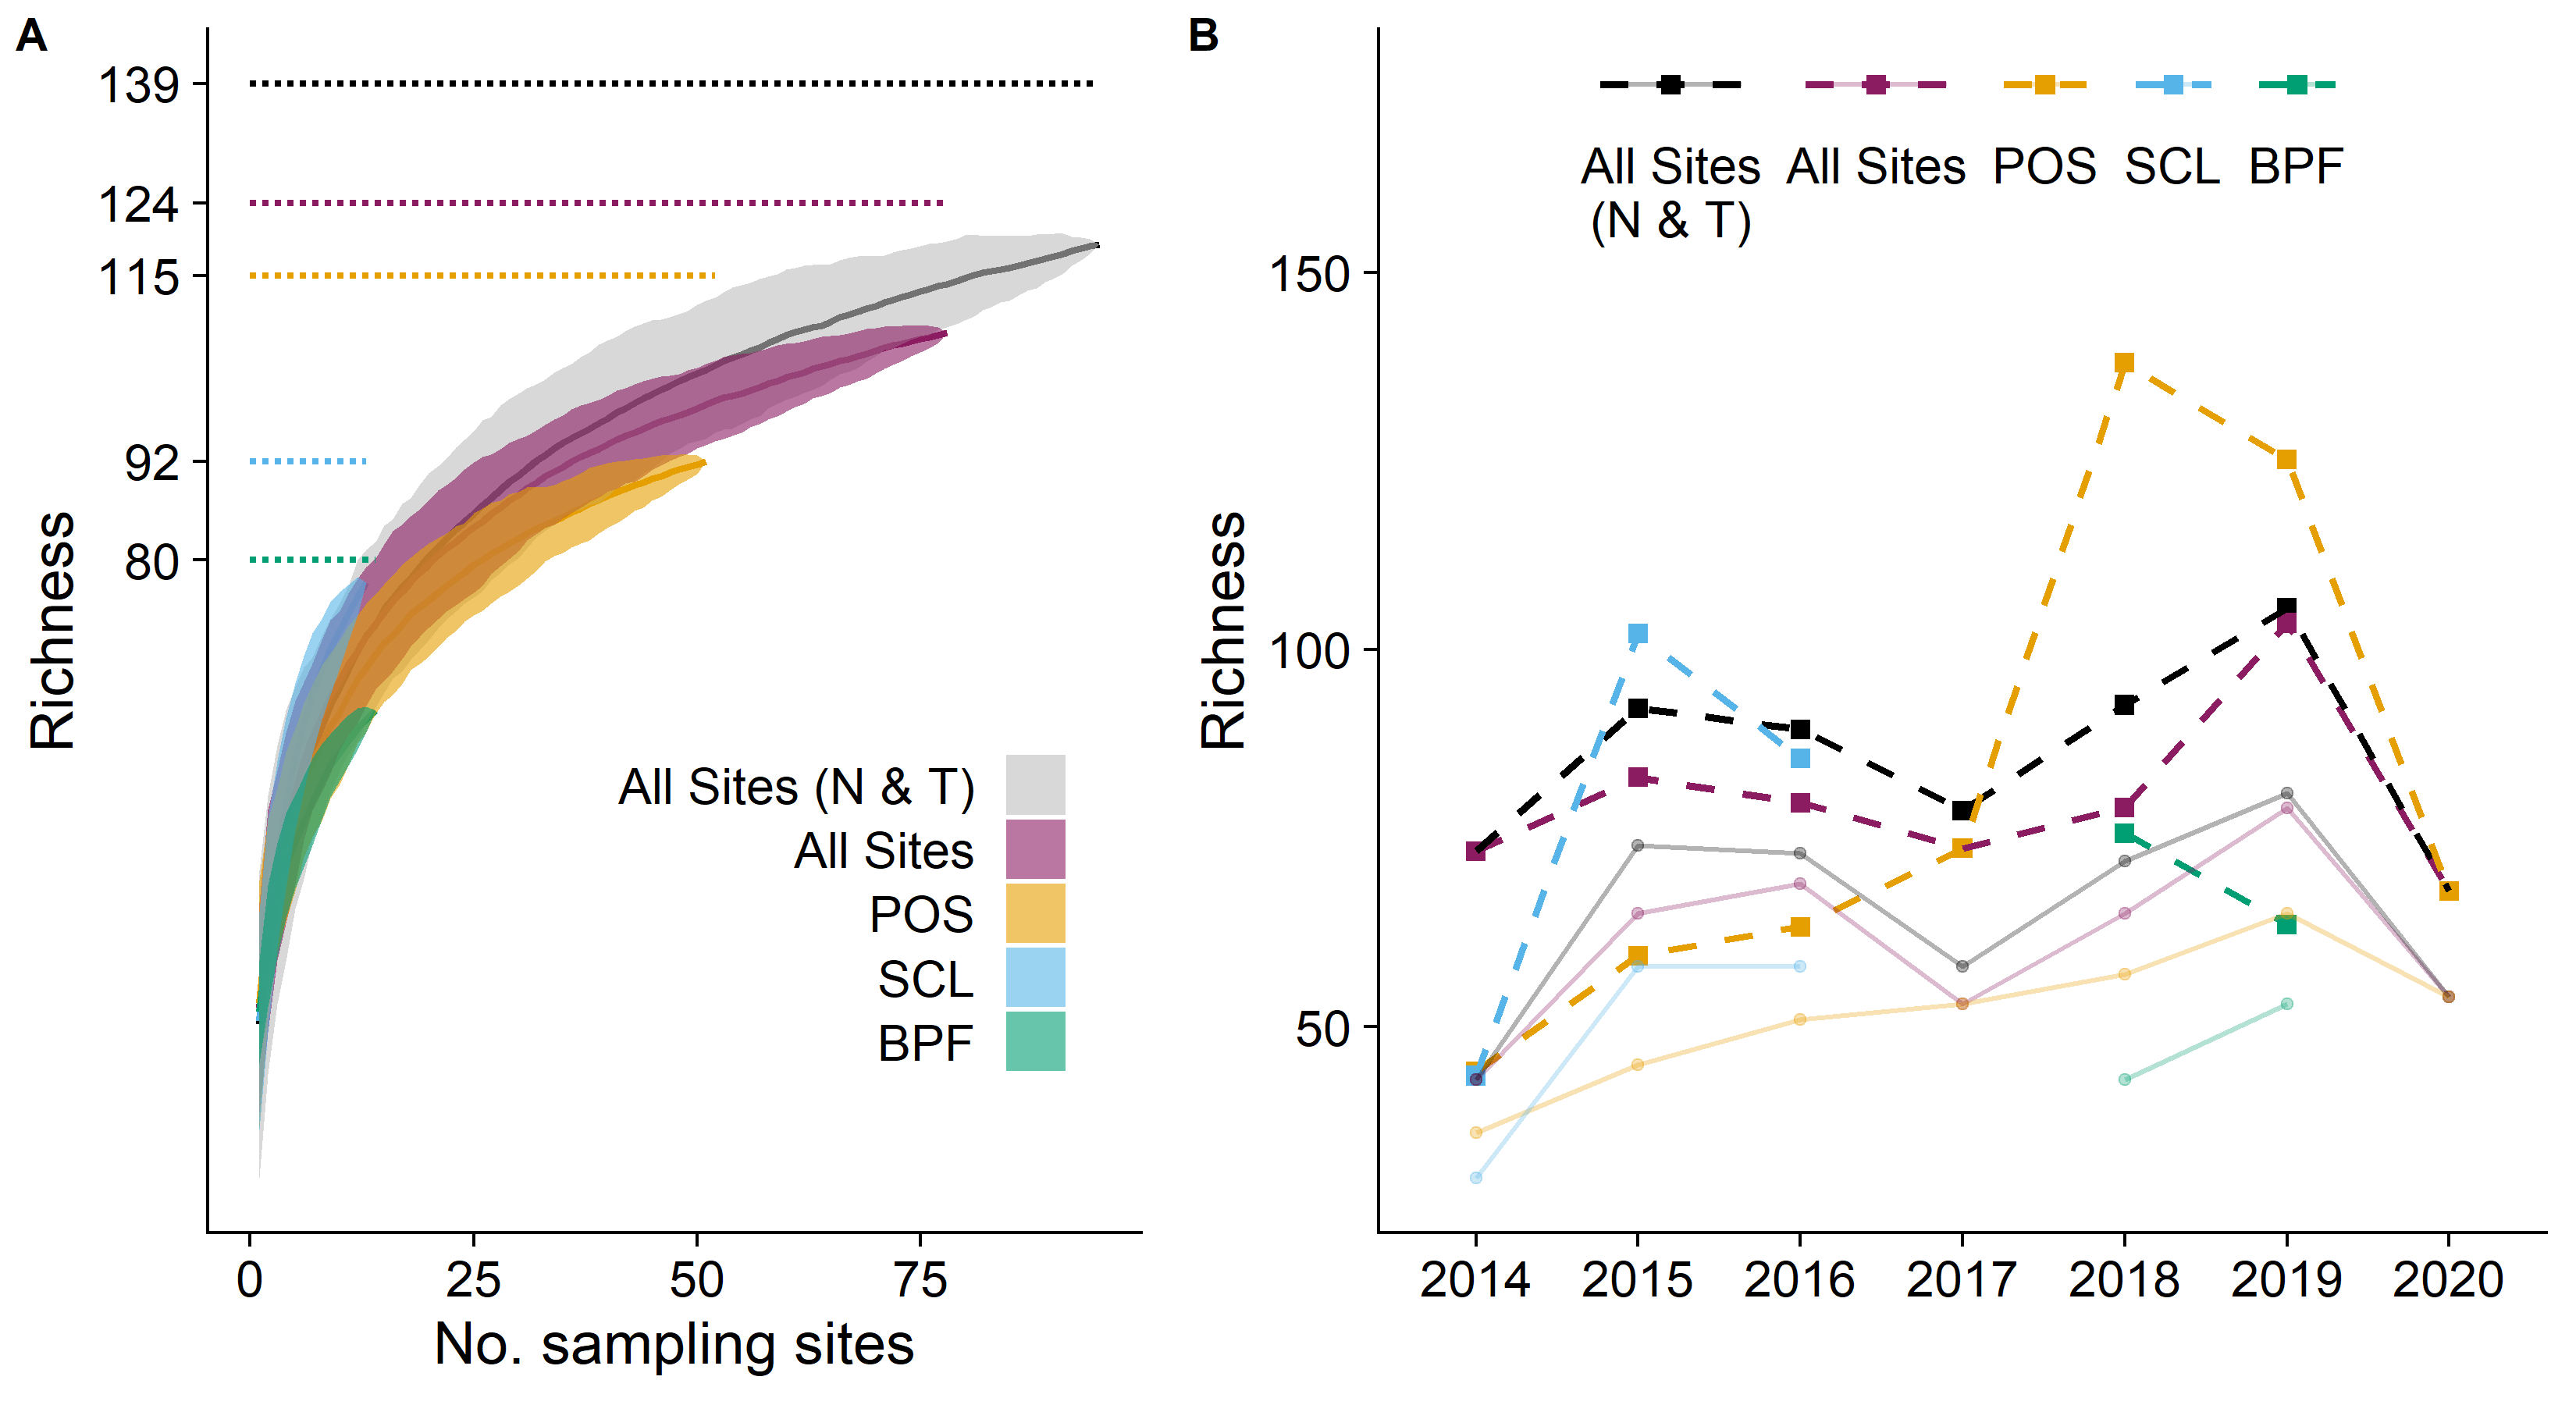 A
139
124
115
92
80
Richness
All Sites (N & T)
All Sites
POS
SCL
BPF
0 25 50 75
No. sampling sites
B
All Sites All Sites POS SCL BPF
(N & T)
150
100
50
Richness
2014 2015 2016 2017 2018 2019 2020